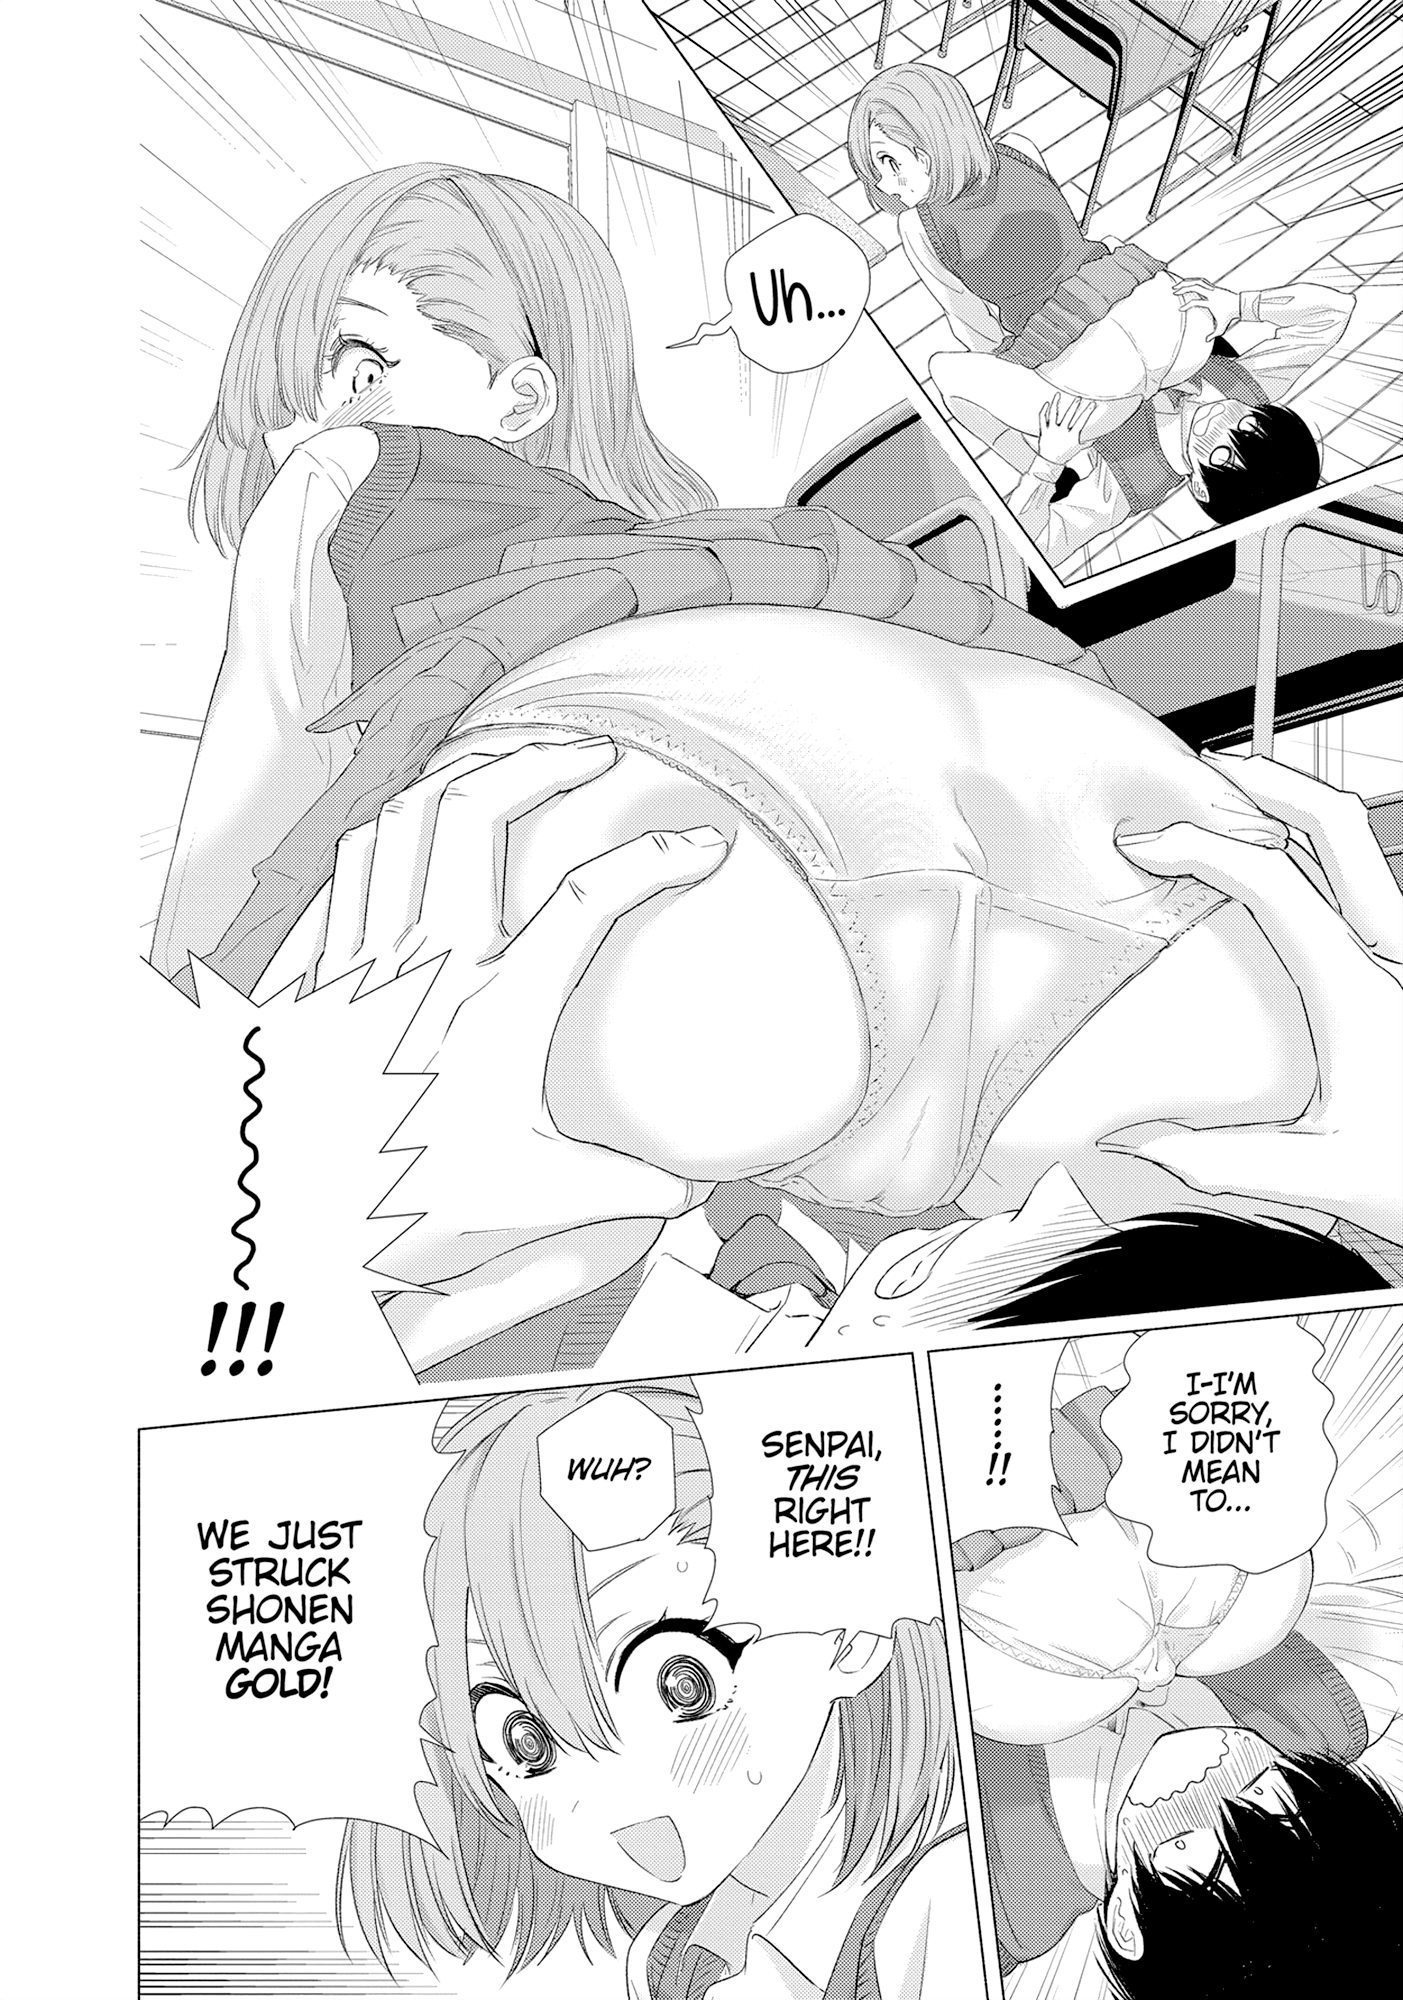 Uh...
!!!
I-I'M
SORRY,
I DIDN'T
MEAN
TO...
......!!
SENPAI,
THIS
RIGHT
HERE!!
WUH?
WE JUST
STRUCK
SHONEN
MANGA
GOLD!